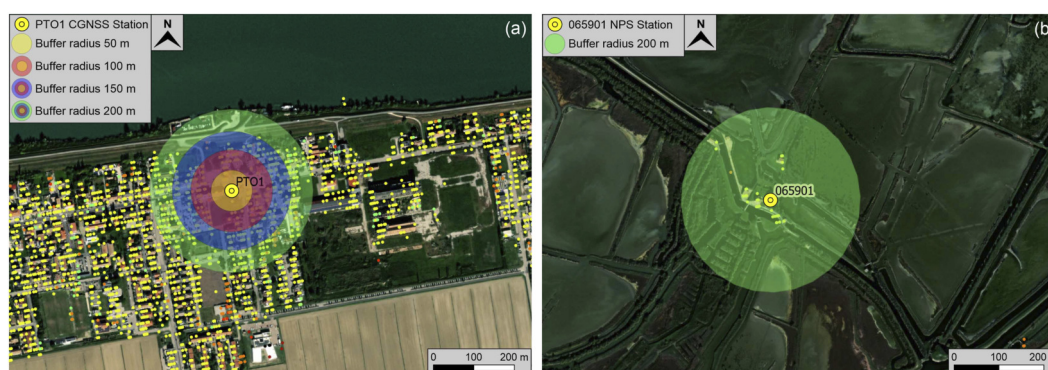 PTO1 CGNSS Station
Buffer radius 50 m
Buffer radius 100 m
Buffer radius 150 m
Buffer radius 200 m
N
(a)
PTO1
0 100 200 m
065901 NPS Station
Buffer radius 200 m
N
(b)
065901
0 100 200 m